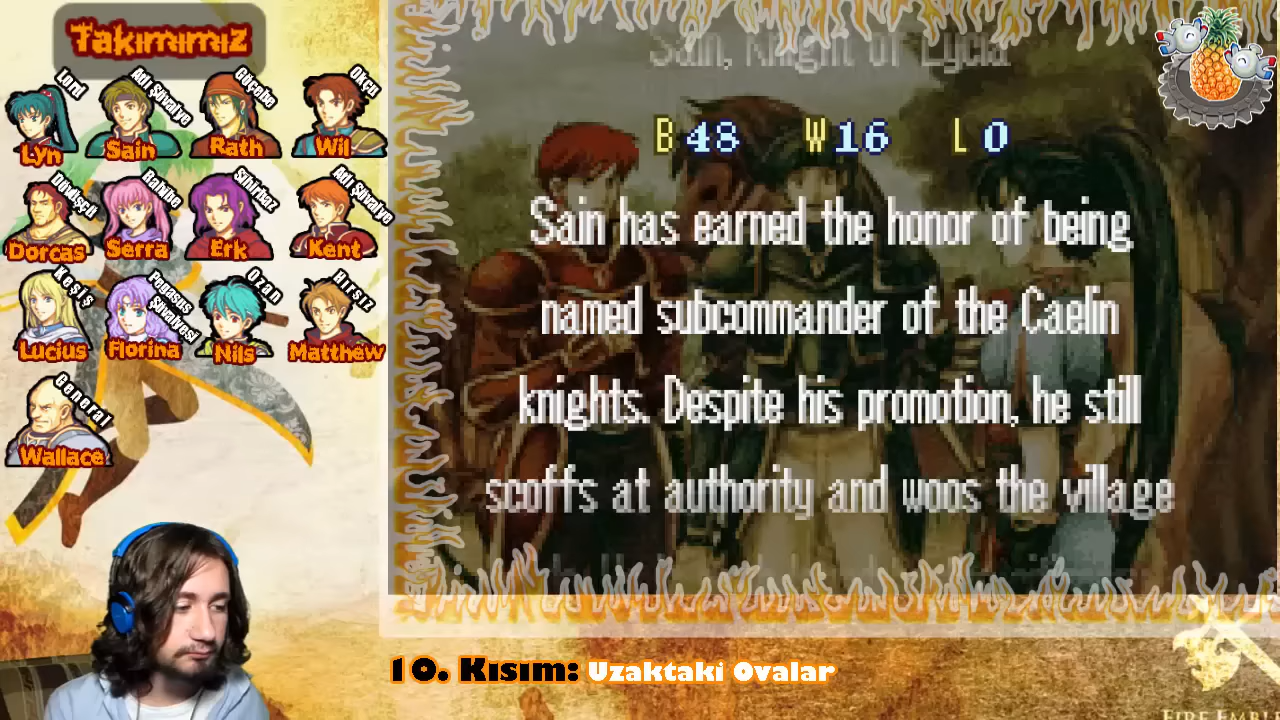 Takımımız
Lord
Atlı Şövalye
Göçebe
Okçu
Lyn
Sain
Rath
Wil
Dövüşçü
Rahibe
Sihirbaz
Atlı Şövalye
Dorcas
Serra
Erk
Kent
Keşiş
Pegasus Şövalyesi
Ozan
Hırsız
Lucius
Florina
Nils
Matthew
General
Wallace
Sain, Knight of Lycia
B 48 W 16 L 0
Sain has earned the honor of being
named subcommander of the Caelin
knights. Despite his promotion, he still
scoffs at authority and woos the village
10. Kısım: Uzaktaki Ovalar
FIRE EMBLE